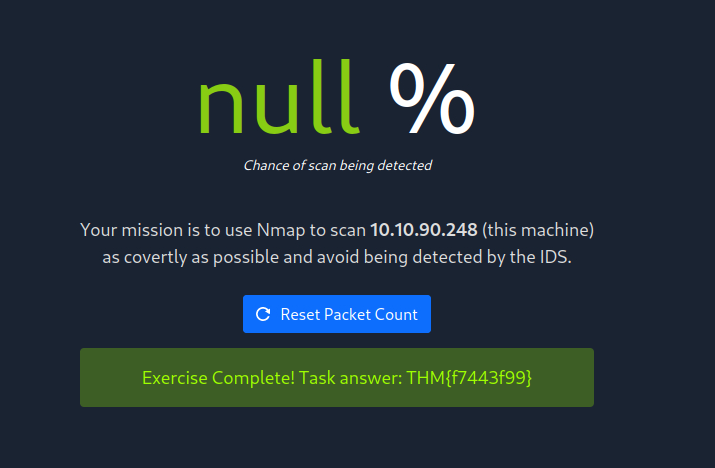 null %
Chance of scan being detected
Your mission is to use Nmap to scan 10.10.90.248 (this machine)
as covertly as possible and avoid being detected by the IDS.
Reset Packet Count
Exercise Complete! Task answer: THM{f7443f99}